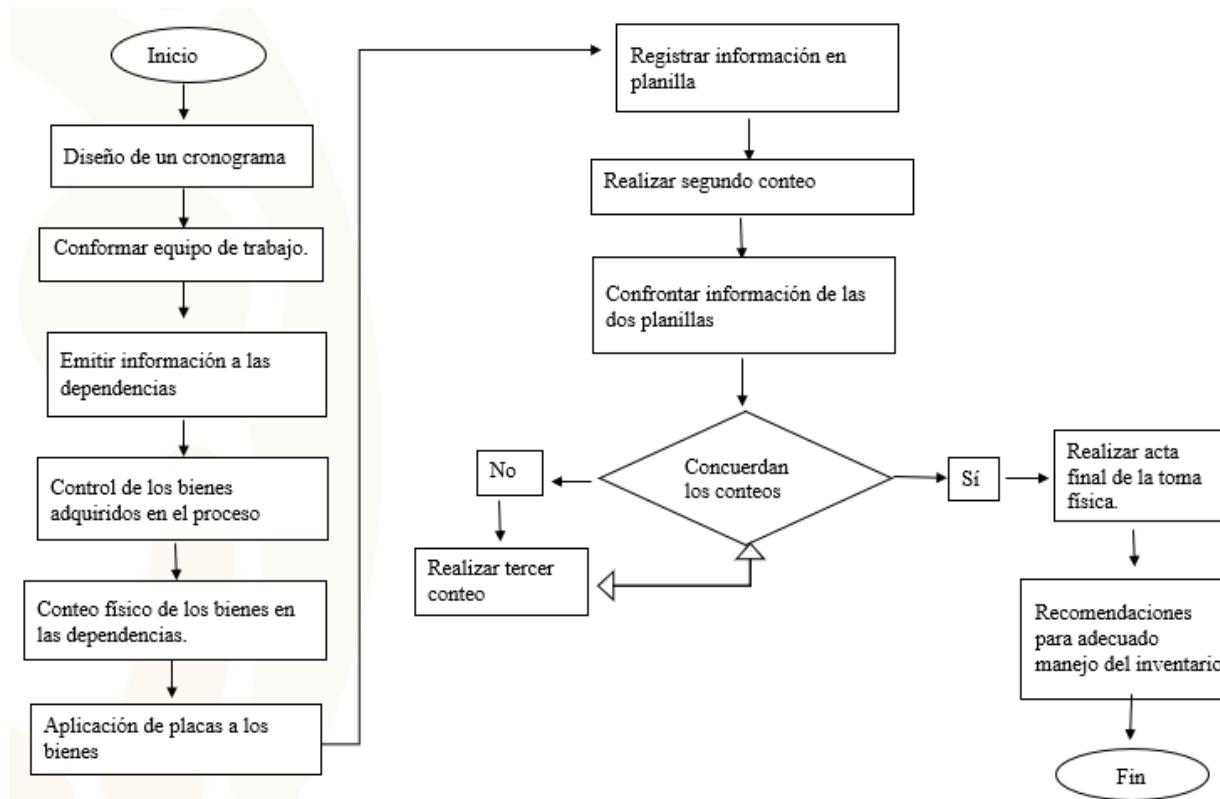 Inicio
Diseño de un cronograma
Conformar equipo de trabajo.
Emitir información a las
dependencias
Control de los bienes
adquiridos en el proceso
Conteo físico de los bienes en
las dependencias.
Aplicación de placas a los
bienes
Registrar información en
planilla
Realizar segundo conteo
Confrontar información de las
dos planillas
Concuerdan
los conteos
No
Realizar tercer
conteo
Sí
Realizar acta
final de la toma
física.
Recomendaciones
para adecuado
manejo del inventario
Fin